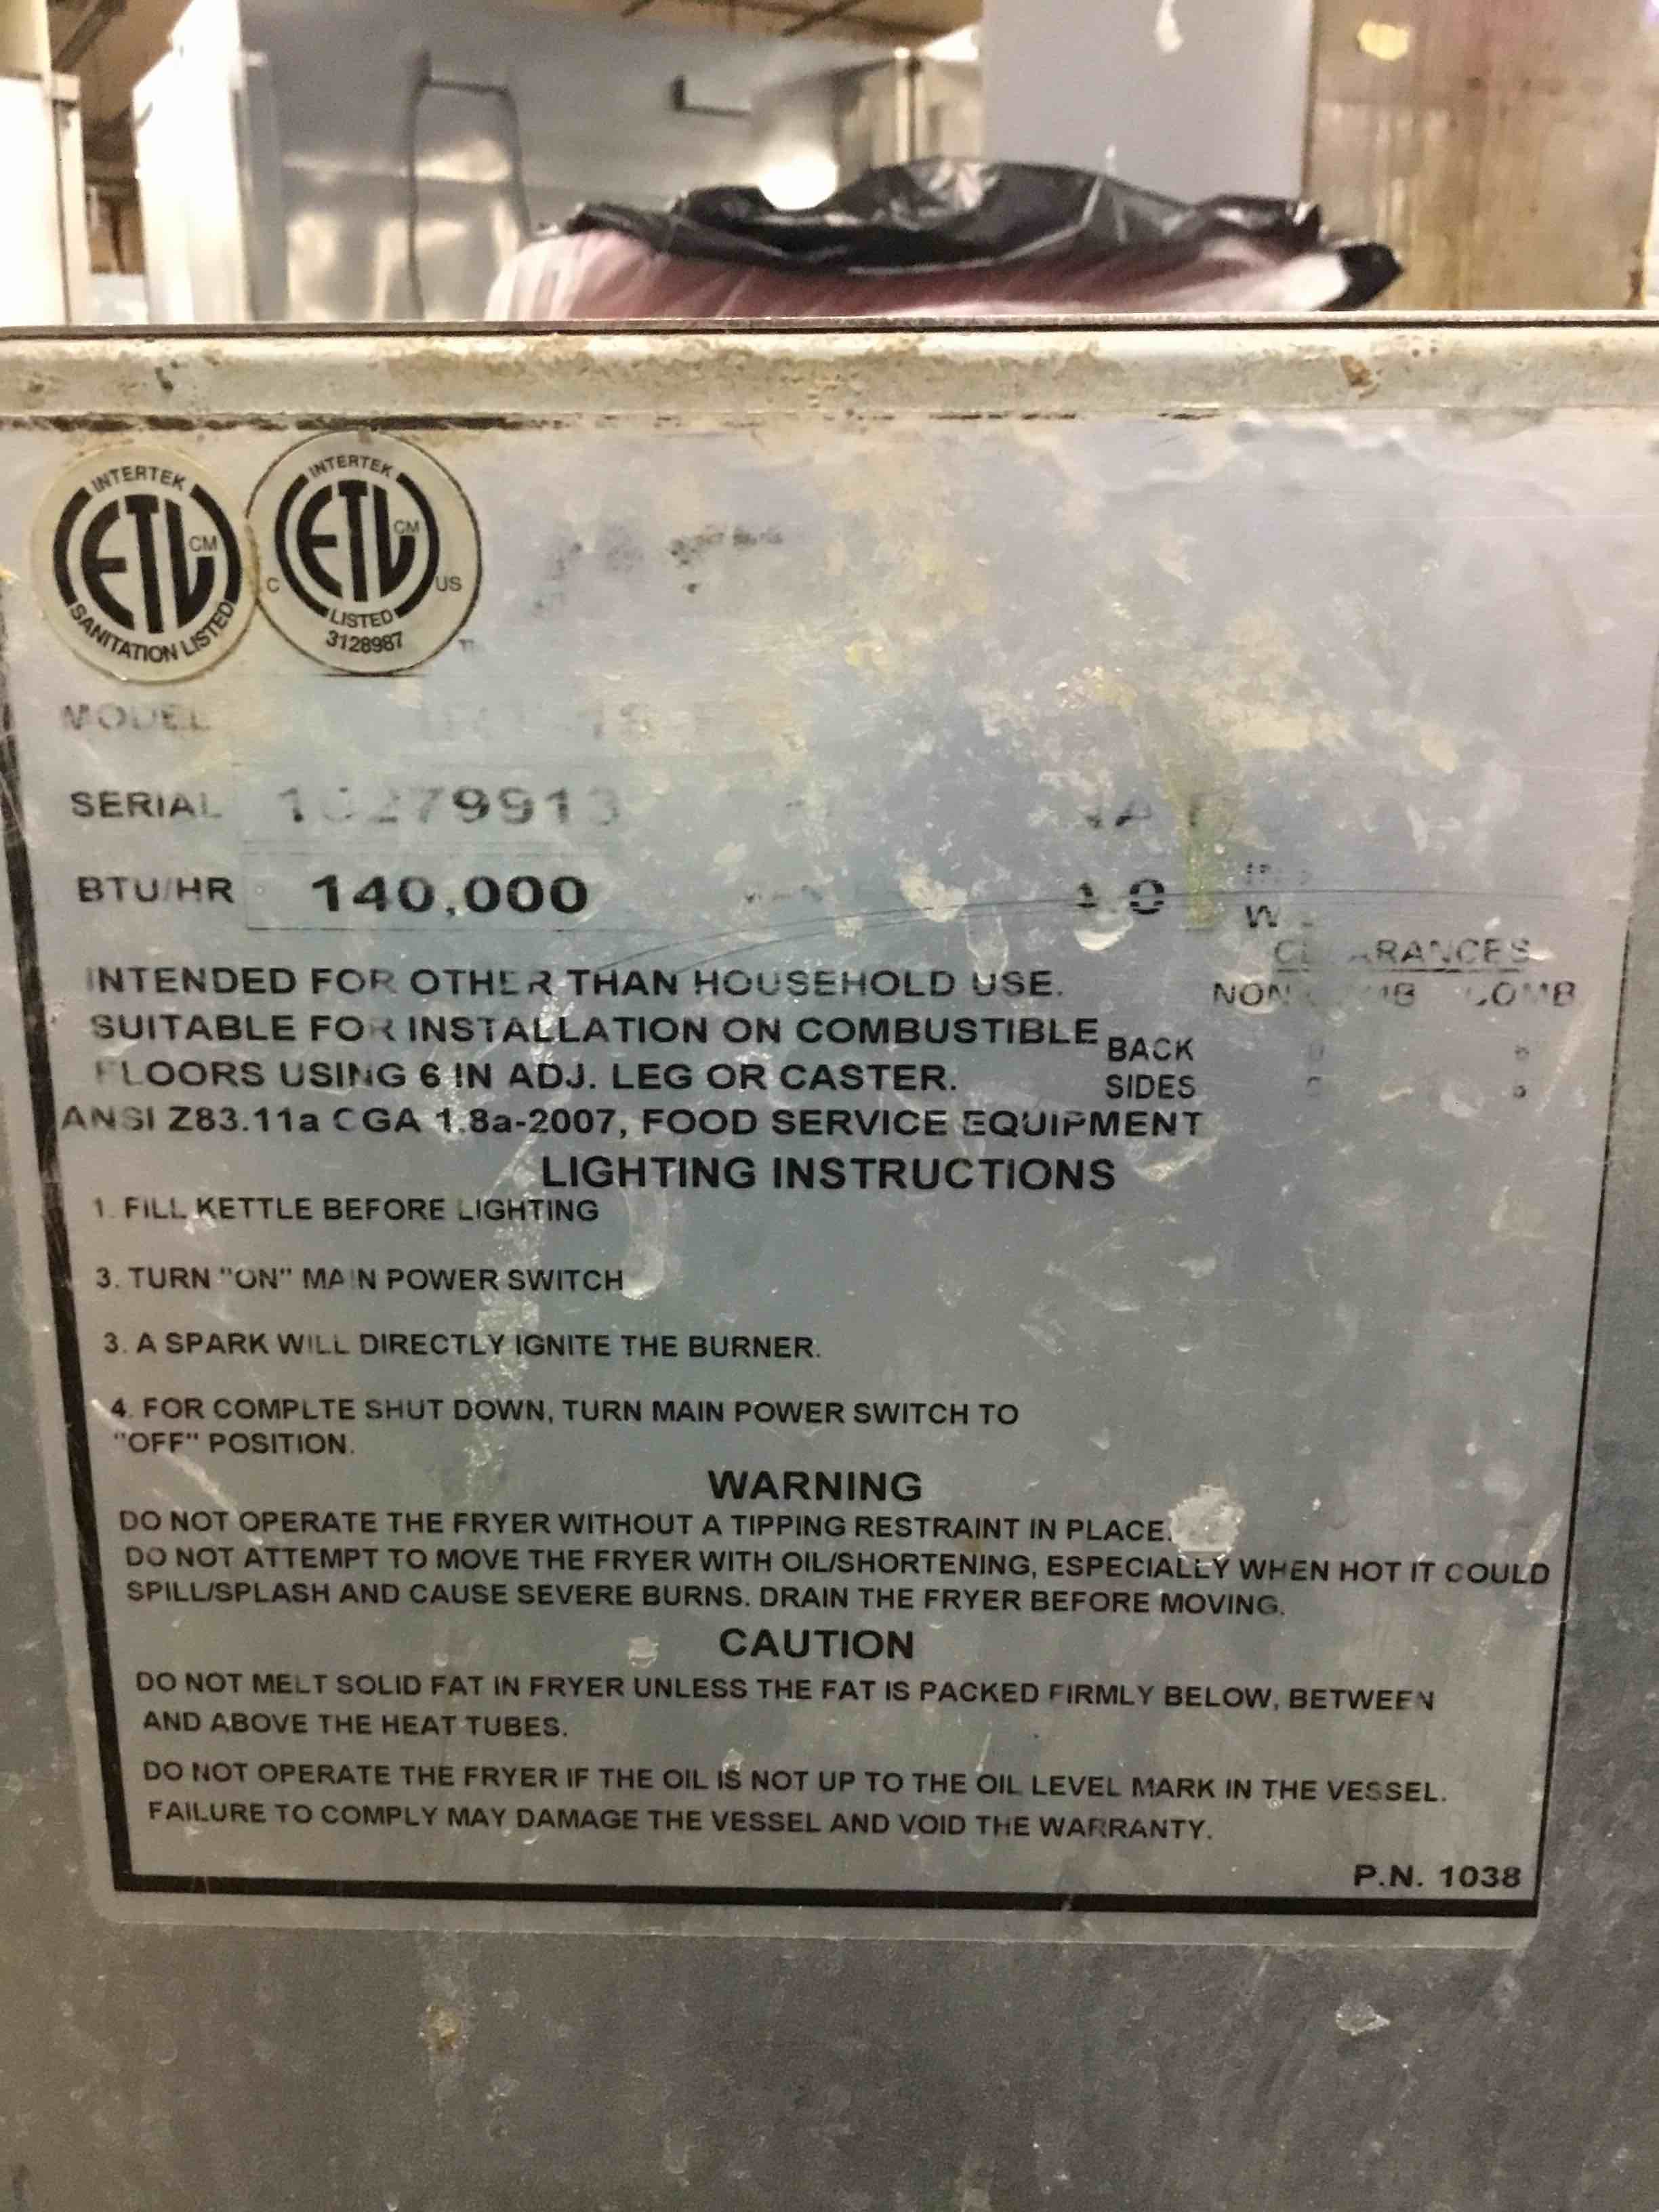 INTERTEK
ETL CM
SANITATION LISTED
INTERTEK
C ETL CM US
LISTED
3128987
MODEL
SERIAL
BTU/HR 140,000
CLEARANCES
INTENDED FOR OTHER THAN HOUSEHOLD USE.
NON COMB COMB
SUITABLE FOR INSTALLATION ON COMBUSTIBLE
BACK
FLOORS USING 6 IN ADJ. LEG OR CASTER.
SIDES
ANSI Z83.11a CGA 1.8a-2007, FOOD SERVICE EQUIPMENT
LIGHTING INSTRUCTIONS
1. FILL KETTLE BEFORE LIGHTING
3. TURN "ON" MAIN POWER SWITCH
3. A SPARK WILL DIRECTLY IGNITE THE BURNER.
4. FOR COMPLTE SHUT DOWN, TURN MAIN POWER SWITCH TO
"OFF" POSITION.
WARNING
DO NOT OPERATE THE FRYER WITHOUT A TIPPING RESTRAINT IN PLACE.
DO NOT ATTEMPT TO MOVE THE FRYER WITH OIL/SHORTENING, ESPECIALLY WHEN HOT IT COULD
SPILL/SPLASH AND CAUSE SEVERE BURNS. DRAIN THE FRYER BEFORE MOVING.
CAUTION
DO NOT MELT SOLID FAT IN FRYER UNLESS THE FAT IS PACKED FIRMLY BELOW, BETWEEN
AND ABOVE THE HEAT TUBES.
DO NOT OPERATE THE FRYER IF THE OIL IS NOT UP TO THE OIL LEVEL MARK IN THE VESSEL.
FAILURE TO COMPLY MAY DAMAGE THE VESSEL AND VOID THE WARRANTY.
P.N. 1038